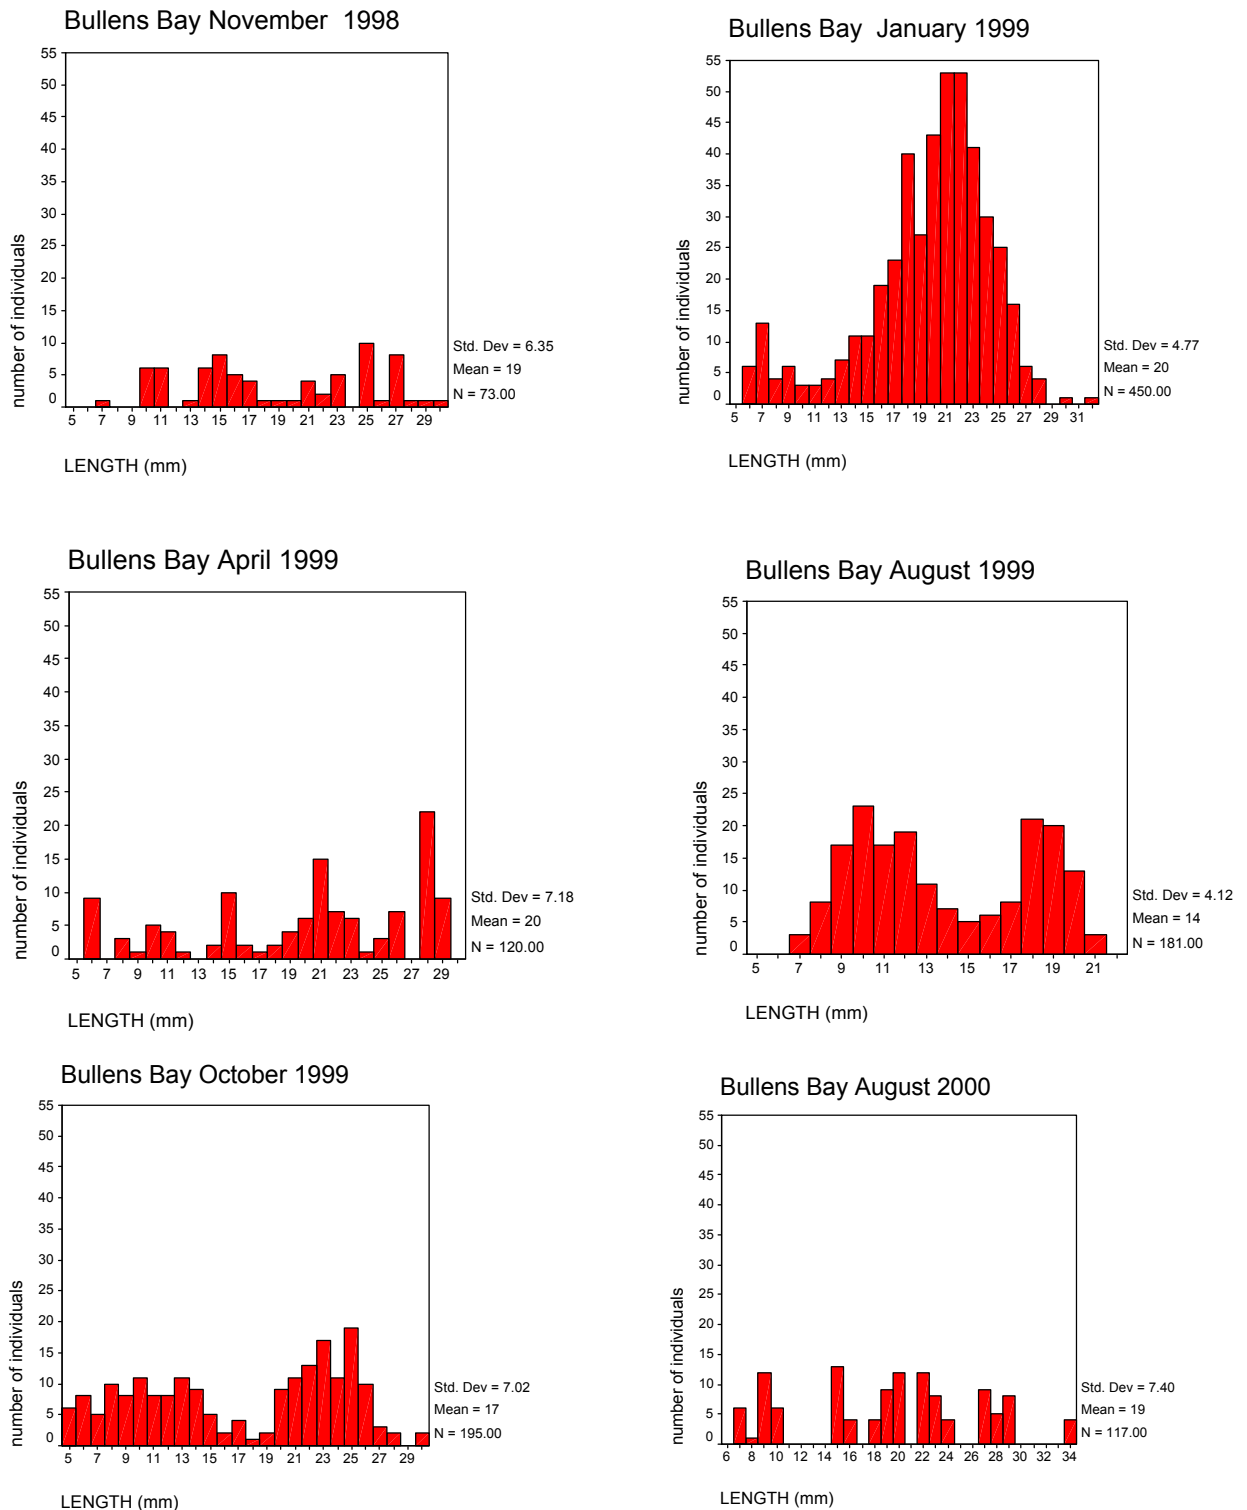 Bullens Bay November 1998
55
50
45
40
35
30
25
20
15
10
5
0
number of individuals
5 7 9 11 13 15 17 19 21 23 25 27 29
LENGTH (mm)
Std. Dev = 6.35
Mean = 19
N = 73.00
Bullens Bay January 1999
55
50
45
40
35
30
25
20
15
10
5
0
number of individuals
5 7 9 11 13 15 17 19 21 23 25 27 29 31
LENGTH (mm)
Std. Dev = 4.77
Mean = 20
N = 450.00
Bullens Bay April 1999
55
50
45
40
35
30
25
20
15
10
5
0
number of individuals
5 7 9 11 13 15 17 19 21 23 25 27 29
LENGTH (mm)
Std. Dev = 7.18
Mean = 20
N = 120.00
Bullens Bay August 1999
55
50
45
40
35
30
25
20
15
10
5
0
number of individuals
5 7 9 11 13 15 17 19 21
LENGTH (mm)
Std. Dev = 4.12
Mean = 14
N = 181.00
Bullens Bay October 1999
55
50
45
40
35
30
25
20
15
10
5
0
number of individuals
5 7 9 11 13 15 17 19 21 23 25 27 29
LENGTH (mm)
Std. Dev = 7.02
Mean = 17
N = 195.00
Bullens Bay August 2000
55
50
45
40
35
30
25
20
15
10
5
0
number of individuals
6 8 10 12 14 16 18 20 22 24 26 28 30 32 34
LENGTH (mm)
Std. Dev = 7.40
Mean = 19
N = 117.00